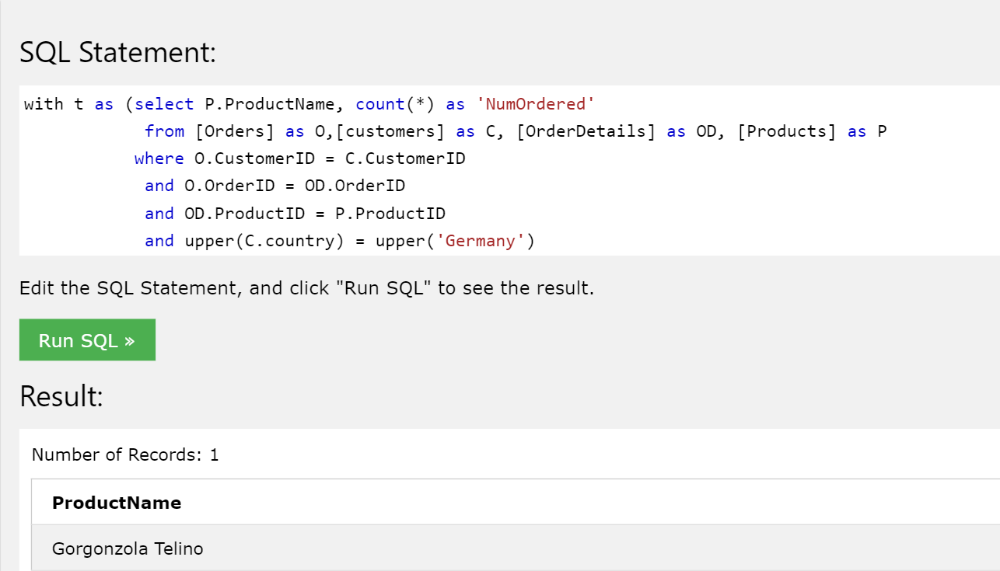 SQL Statement:
with t as (select P.ProductName, count(*) as 'NumOrdered'
from [Orders] as O,[customers] as C, [OrderDetails] as OD, [Products] as P
where O.CustomerID = C.CustomerID
and O.OrderID = OD.OrderID
and OD.ProductID = P.ProductID
and upper(C.country) = upper('Germany')
Edit the SQL Statement, and click "Run SQL" to see the result.
Run SQL »
Result:
Number of Records: 1
ProductName
Gorgonzola Telino